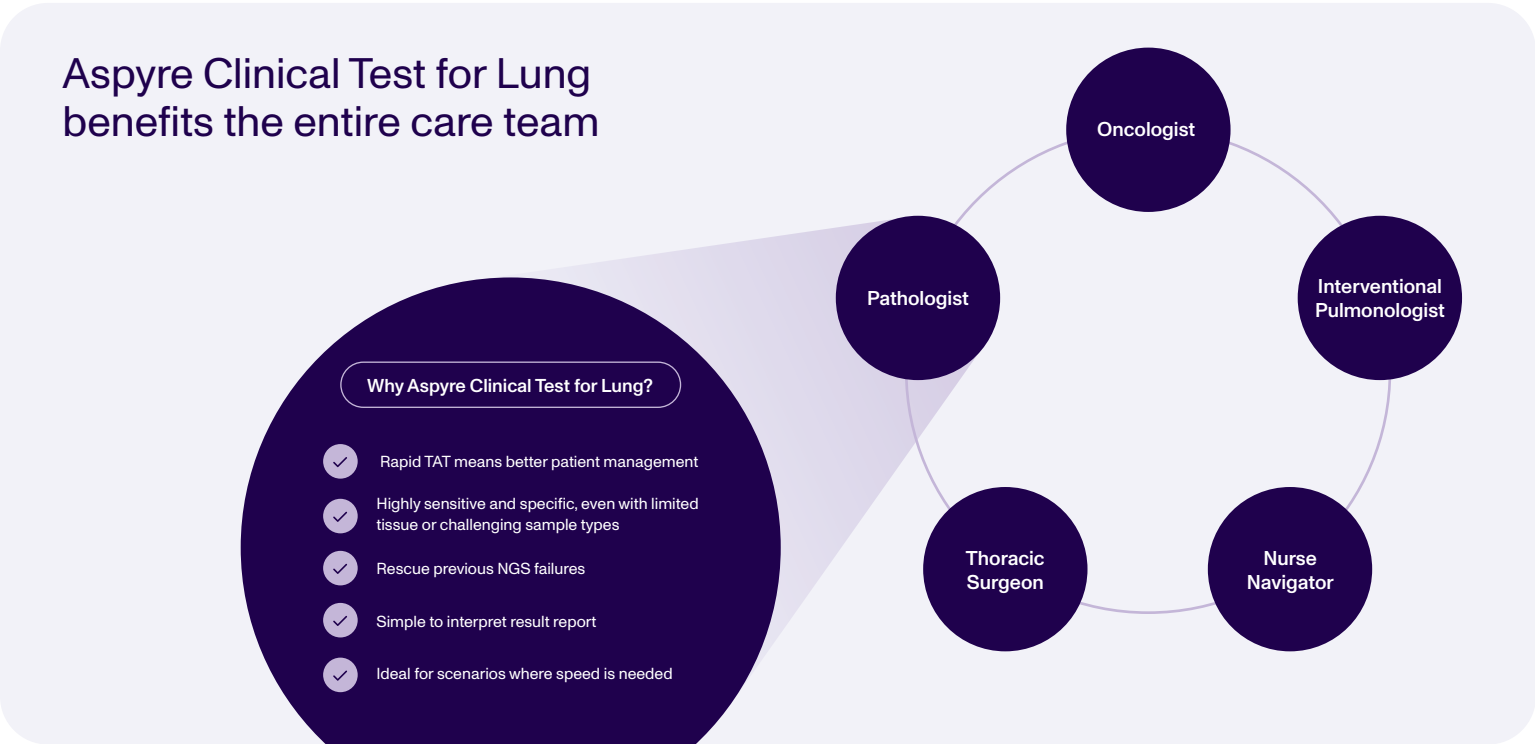 Aspyre Clinical Test for Lung
benefits the entire care team
Oncologist
Pathologist
Interventional
Pulmonologist
Why Aspyre Clinical Test for Lung?
Rapid TAT means better patient management
Highly sensitive and specific, even with limited
tissue or challenging sample types
Rescue previous NGS failures
Simple to interpret result report
Ideal for scenarios where speed is needed
Thoracic
Surgeon
Nurse
Navigator